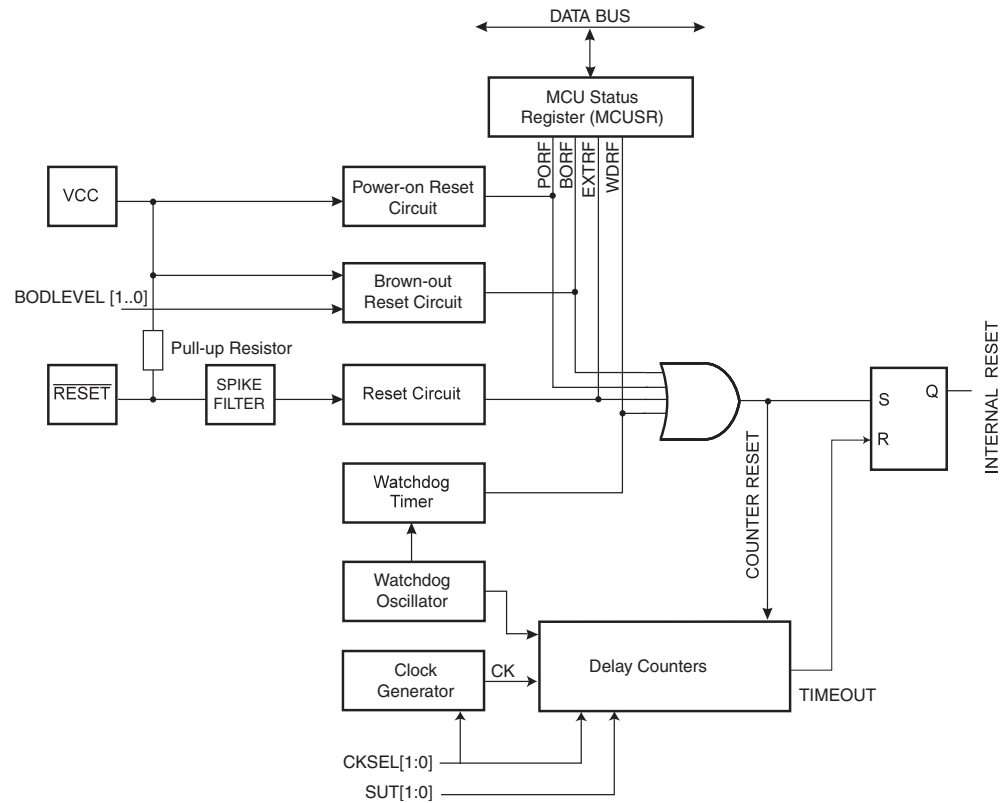 DATA BUS
MCU Status
Register (MCUSR)
PORF
BORF
EXTRF
WDRF
VCC
Power-on Reset
Circuit
Brown-out
Reset Circuit
BODLEVEL [1..0]
Pull-up Resistor
RESET
SPIKE
FILTER
Reset Circuit
S
Q
R
INTERNAL RESET
COUNTER RESET
Watchdog
Timer
Watchdog
Oscillator
Clock
Generator
CK
Delay Counters
TIMEOUT
CKSEL[1:0]
SUT[1:0]